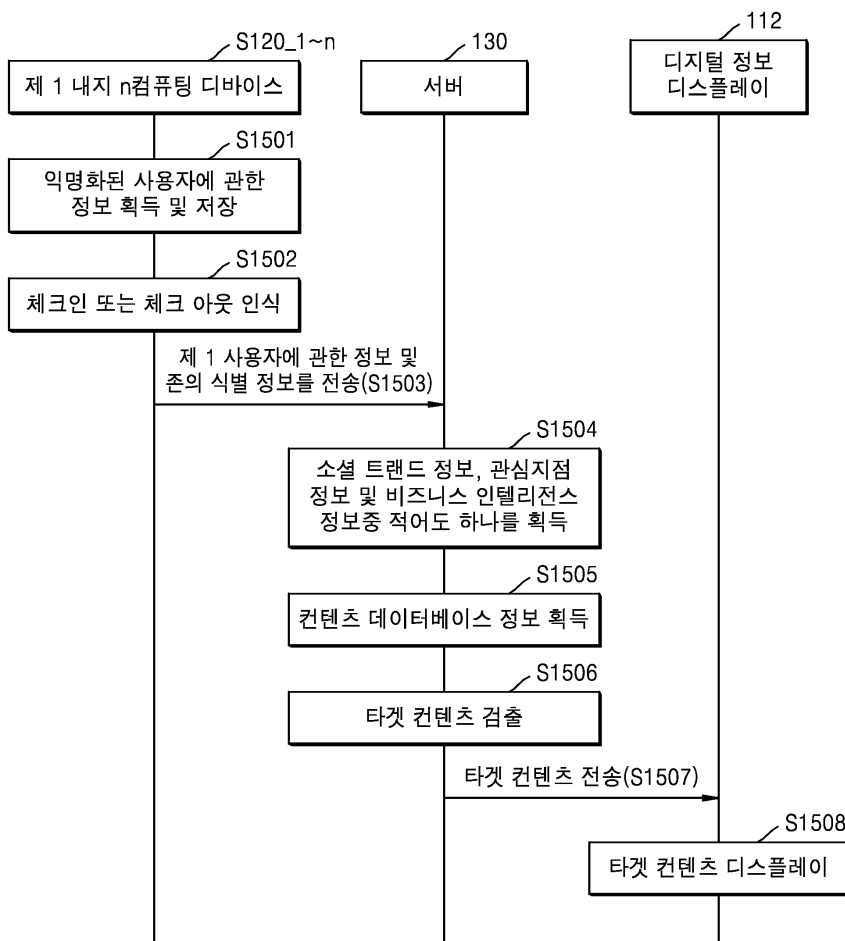 S120_1~n
130
112
제 1 내지 n컴퓨팅 디바이스
서버
디지털 정보
디스플레이
S1501
익명화된 사용자에 관한
정보 획득 및 저장
S1502
체크인 또는 체크 아웃 인식
제 1 사용자에 관한 정보 및
존의 식별 정보를 전송(S1503)
S1504
소셜 트랜드 정보, 관심지점
정보 및 비즈니스 인텔리전스
정보중 적어도 하나를 획득
S1505
컨텐츠 데이터베이스 정보 획득
S1506
타겟 컨텐츠 검출
타겟 컨텐츠 전송(S1507)
S1508
타겟 컨텐츠 디스플레이